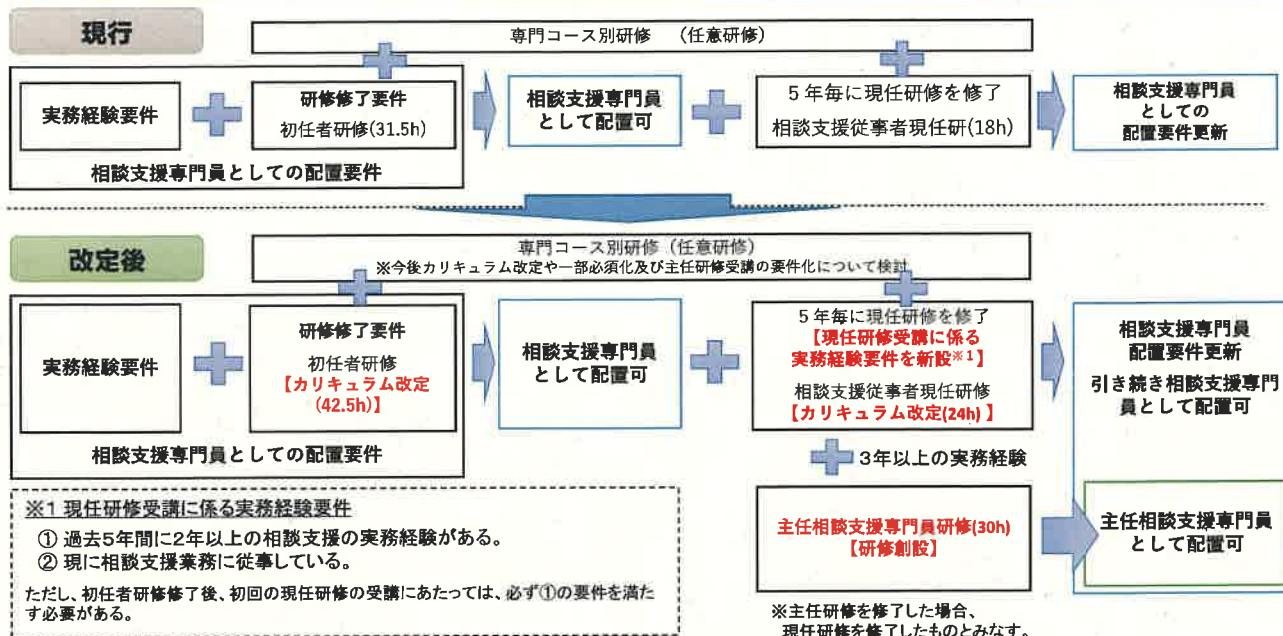 現行
専門コース別研修　（任意研修）
実務経験要件
研修修了要件
初任者研修(31.5h)
相談支援専門員としての配置要件
相談支援専門員
として配置可
5年毎に現任研修を修了
相談支援従事者現任研(18h)
相談支援専門員
としての
配置要件更新
改定後
専門コース別研修（任意研修）
※今後カリキュラム改定や一部必須化及び主任研修受講の要件化について検討
実務経験要件
研修修了要件
初任者研修
【カリキュラム改定
(42.5h)】
相談支援専門員としての配置要件
相談支援専門員
として配置可
5年毎に現任研修を修了
【現任研修受講に係る
実務経験要件を新設※1】
相談支援従事者現任研修
【カリキュラム改定(24h) 】
相談支援専門員
配置要件更新
引き続き相談支援専門
員として配置可
3年以上の実務経験
主任相談支援専門員研修(30h)
【研修創設】
主任相談支援専門員
として配置可
※主任研修を修了した場合、
現任研修を修了したものとみなす。
※1 現任研修受講に係る実務経験要件
① 過去5年間に2年以上の相談支援の実務経験がある。
② 現に相談支援業務に従事している。
ただし、初任者研修修了後、初回の現任研修の受講にあたっては、必ず①の要件を満た
す必要がある。